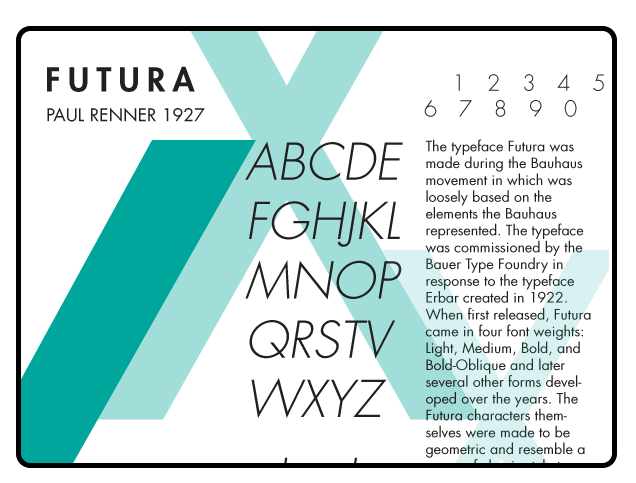 FUTURA
PAUL RENNER 1927
1 2 3 4 5
6 7 8 9 0
ABCDE
FGHJKL
MNOP
QRSTV
WXYZ
The typeface Futura was
made during the Bauhaus
movement in which was
loosely based on the
elements the Bauhaus
represented. The typeface
was commissioned by the
Bauer Type Foundry in
response to the typeface
Erbar created in 1922.
When first released, Futura
came in four font weights:
Light, Medium, Bold, and
Bold-Oblique and later
several other forms devel-
oped over the years. The
Futura characters them-
selves were made to be
geometric and resemble a